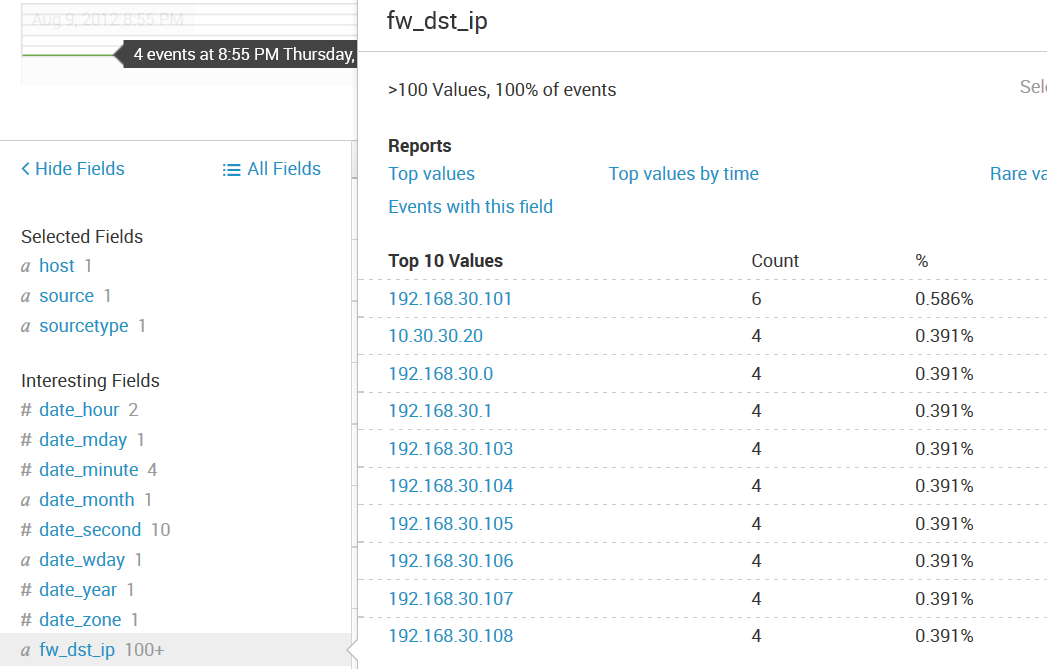 Aug 9, 2012 8:55 PM
4 events at 8:55 PM Thursday,
Hide Fields
All Fields
Selected Fields
a host 1
a source 1
a sourcetype 1
Interesting Fields
# date_hour 2
# date_mday 1
# date_minute 4
a date_month 1
# date_second 10
a date_wday 1
# date_year 1
# date_zone 1
a fw_dst_ip 100+
fw_dst_ip
>100 Values, 100% of events
Reports
Top values Top values by time Rare
Events with this field
Top 10 Values Count %
192.168.30.101 6 0.586%
10.30.30.20 4 0.391%
192.168.30.0 4 0.391%
192.168.30.1 4 0.391%
192.168.30.103 4 0.391%
192.168.30.104 4 0.391%
192.168.30.105 4 0.391%
192.168.30.106 4 0.391%
192.168.30.107 4 0.391%
192.168.30.108 4 0.391%